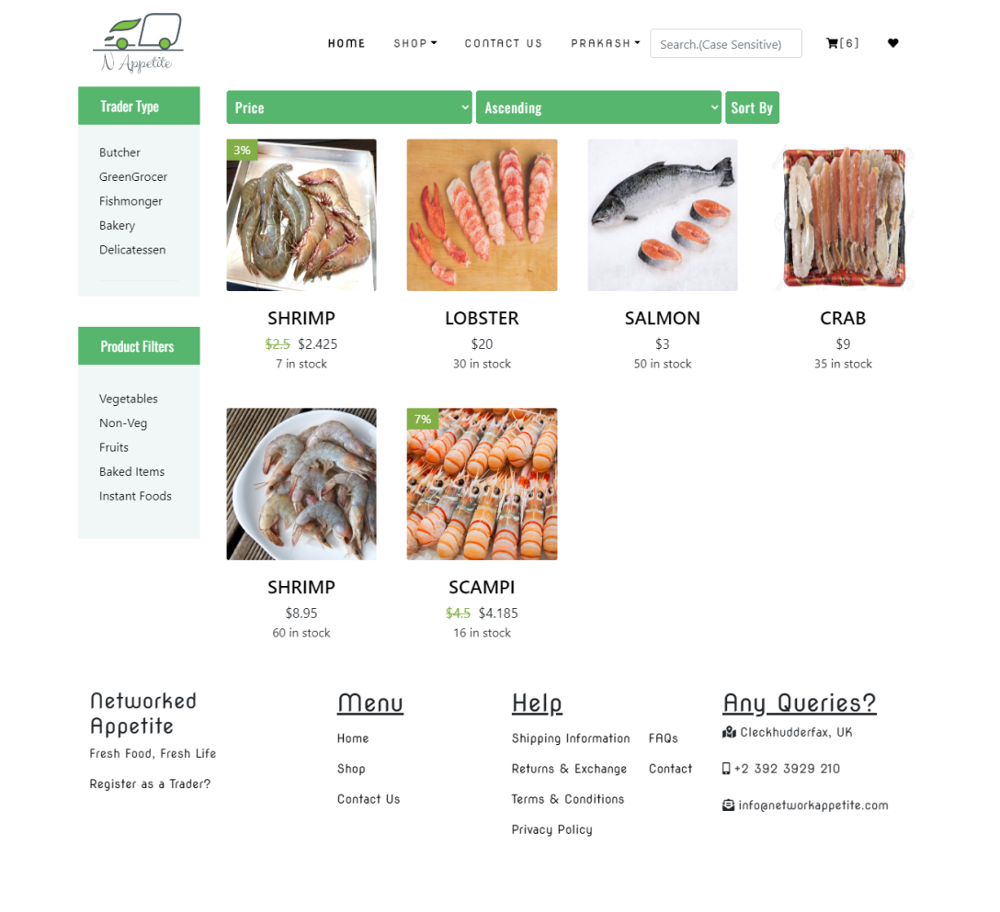 N Appetite
HOME SHOP CONTACT US PRAKASH Search.(Case Sensitive) [6]
Trader Type
Butcher
GreenGrocer
Fishmonger
Bakery
Delicatessen
Product Filters
Vegetables
Non-Veg
Fruits
Baked Items
Instant Foods
Price Ascending Sort By
3%
SHRIMP
$2.5 $2.425
7 in stock
LOBSTER
$20
30 in stock
SALMON
$3
50 in stock
CRAB
$9
35 in stock
SHRIMP
$8.95
60 in stock
7%
SCAMPI
$4.5 $4.185
16 in stock
Networked
Appetite
Fresh Food, Fresh Life
Register as a Trader?
Menu
Home
Shop
Contact Us
Help
Shipping Information
Returns & Exchange
Terms & Conditions
Privacy Policy
FAQs
Contact
Any Queries?
Cleckhudderfax, UK
+2 392 3929 210
info@networkappetite.com